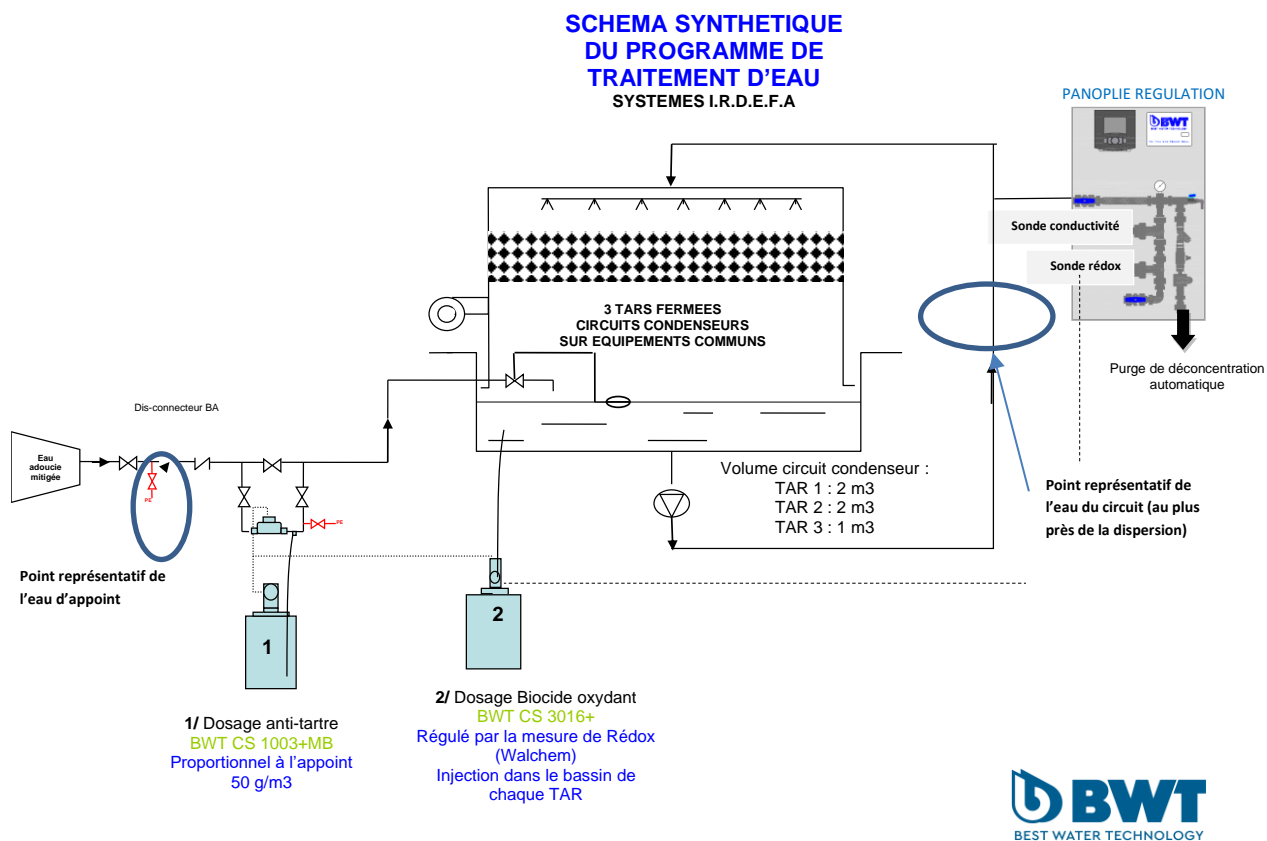 SCHEMA SYNTHETIQUE
DU PROGRAMME DE
TRAITEMENT D'EAU
SYSTEMES I.R.D.E.F.A
PANOPLIE REGULATION
BWT
Sonde conductivité
Sonde rédox
3 TARS FERMEES
CIRCUITS CONDENSEURS
SUR EQUIPEMENTS COMMUNS
Purge de déconcentration
automatique
Dis-connecteur BA
Eau
adoucie
mitigée
PE
PE
Volume circuit condenseur :
TAR 1 : 2 m3
TAR 2 : 2 m3
TAR 3 : 1 m3
Point représentatif de
l'eau du circuit (au plus
près de la dispersion)
Point représentatif de
l'eau d'appoint
1
2
1/ Dosage anti-tartre
BWT CS 1003+MB
Proportionnel à l'appoint
50 g/m3
2/ Dosage Biocide oxydant
BWT CS 3016+
Régulé par la mesure de Rédox
(Walchem)
Injection dans le bassin de
chaque TAR
BWT
BEST WATER TECHNOLOGY